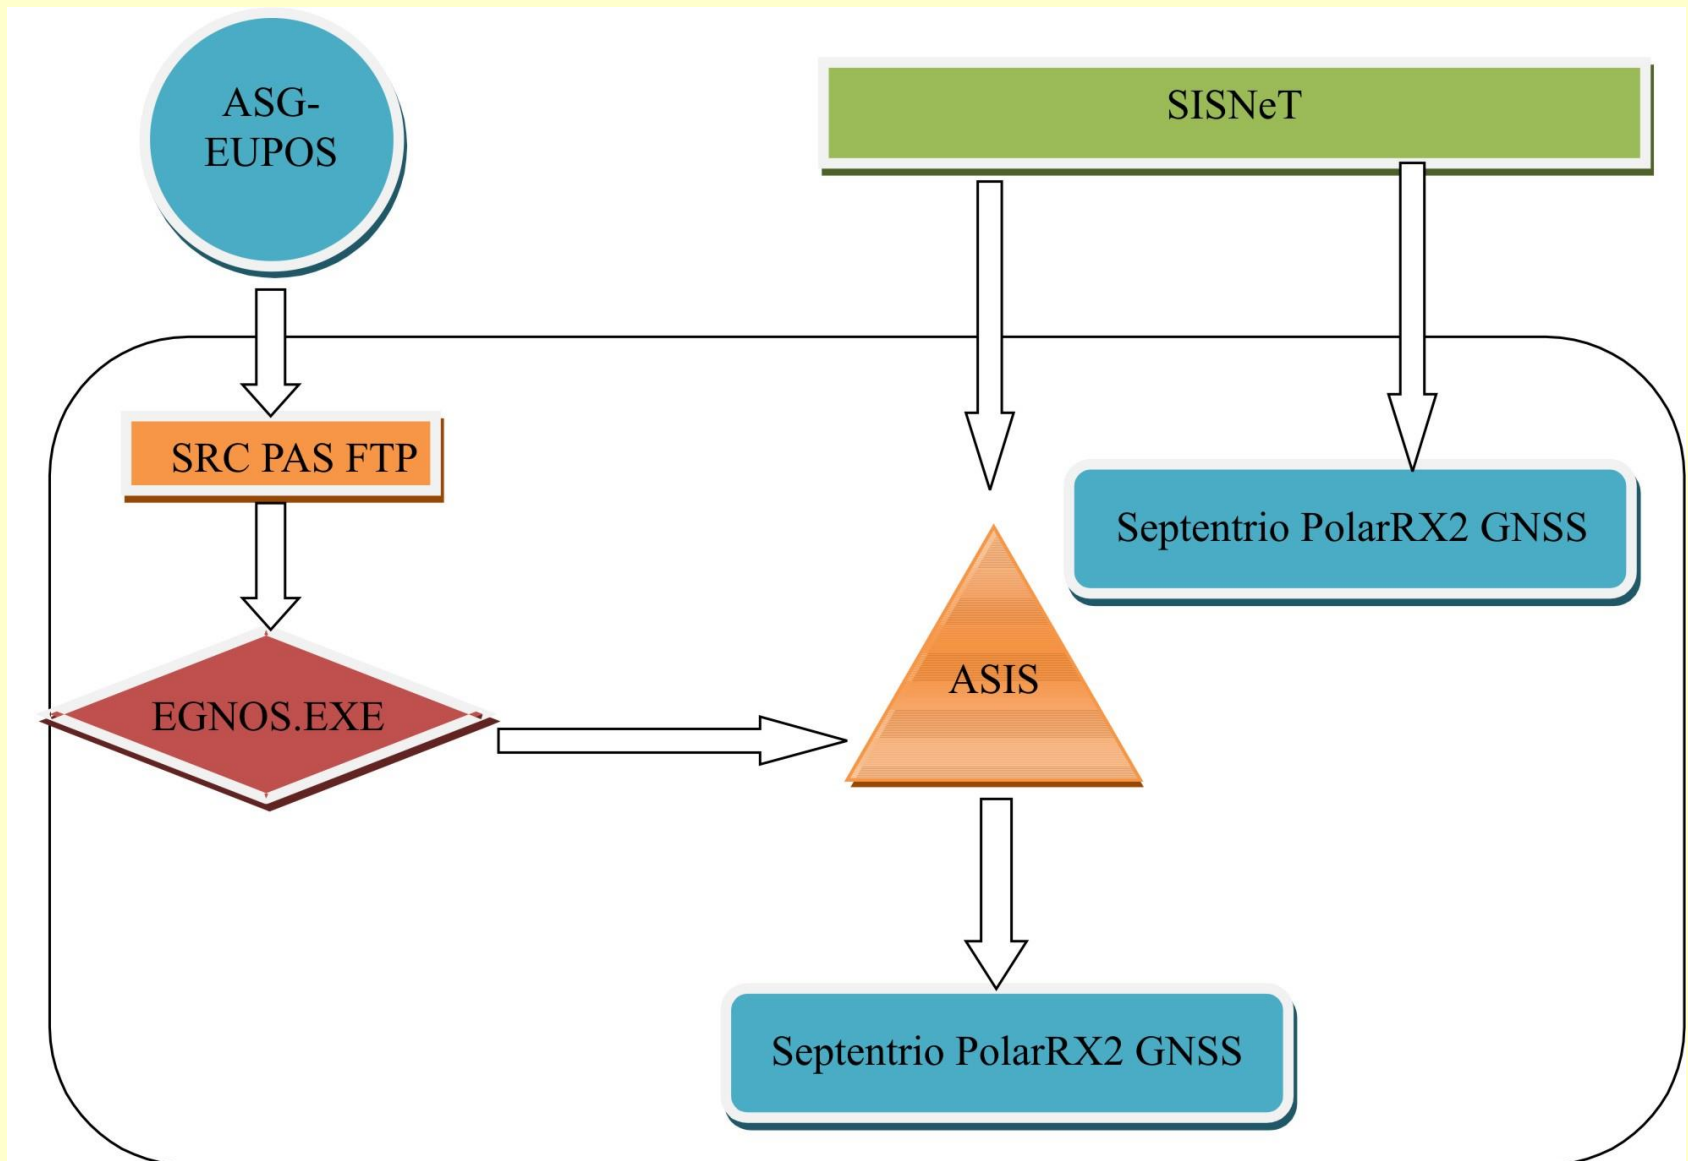 ASG-
EUPOS
SISNeT
SRC PAS FTP
Septentrio PolarRX2 GNSS
EGNOS.EXE
ASIS
Septentrio PolarRX2 GNSS